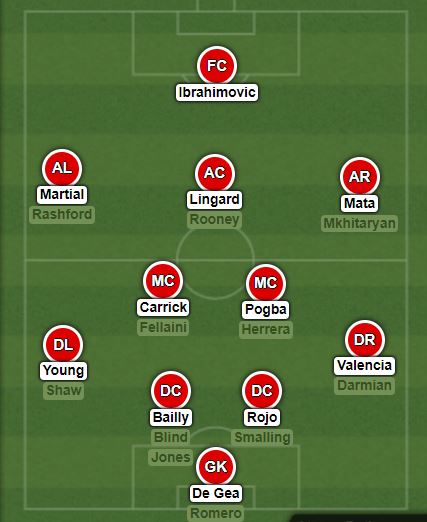 FC
Ibrahimovic
AL
Martial
Rashford
AC
Lingard
Rooney
AR
Mata
Mkhitaryan
MC
Carrick
Fellaini
MC
Pogba
Herrera
DL
Young
Shaw
DR
Valencia
Darmian
DC
Bailly
Blind
Jones
DC
Rojo
Smalling
GK
De Gea
Romero